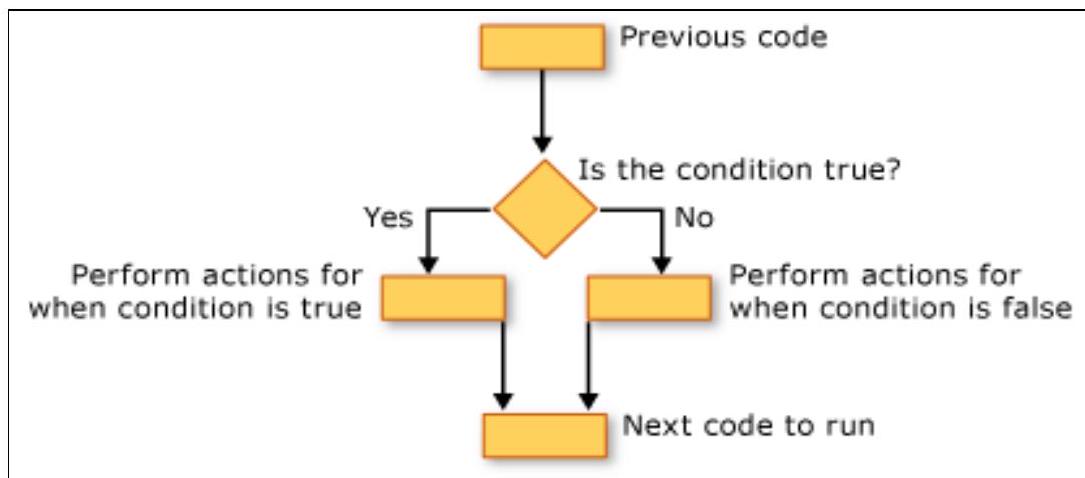 Previous code
Is the condition true?
Yes
No
Perform actions for
when condition is true
Perform actions for
when condition is false
Next code to run